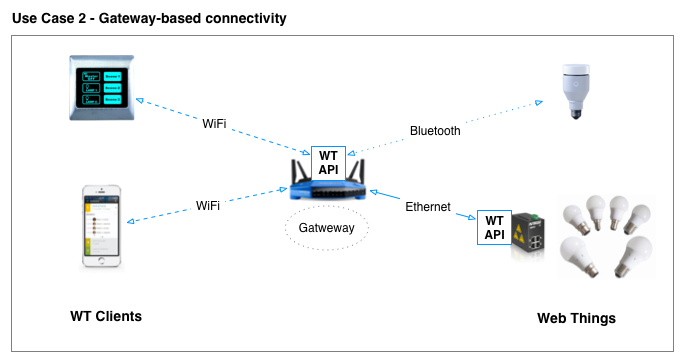 Use Case 2 - Gateway-based connectivity
WiFi
Bluetooth
WT
API
WiFi
Ethernet
WT
API
Gatweway
WT Clients
Web Things